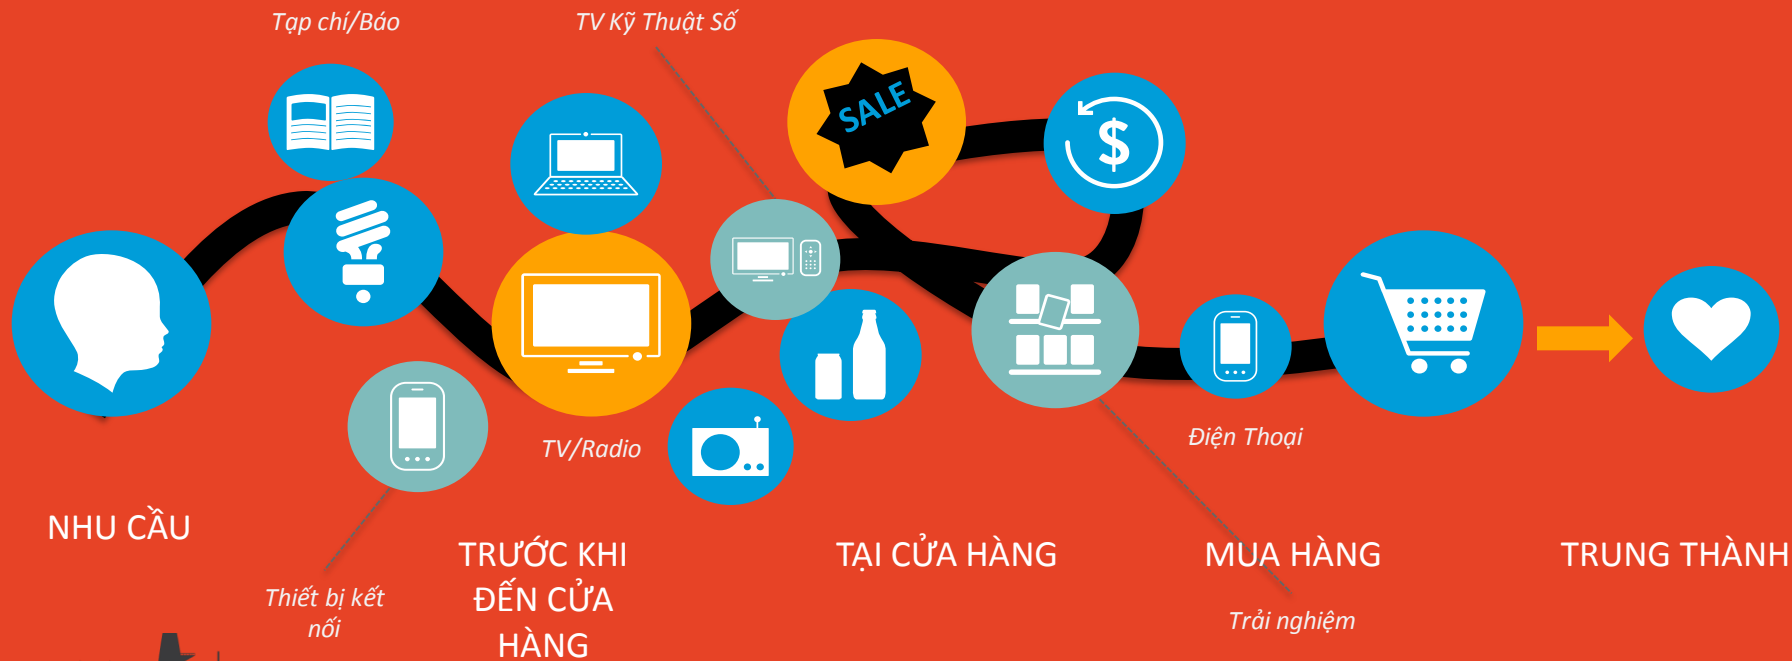 Tạp chí/Báo
TV Kỹ Thuật Số
SALE
$
TV/Radio
Điện Thoại
NHU CẦU
TRƯỚC KHI
ĐẾN CỬA
HÀNG
TẠI CỬA HÀNG
MUA HÀNG
TRUNG THÀNH
Thiết bị kết
nối
Trải nghiệm